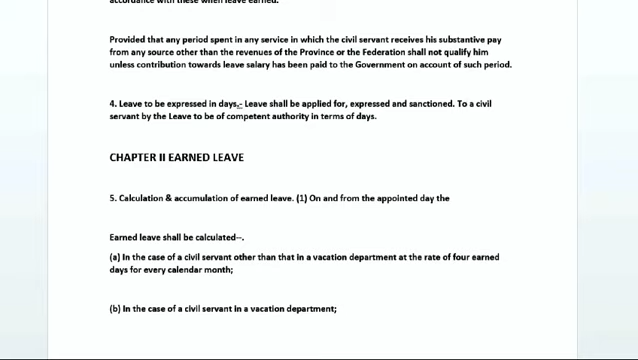 accordance with these when leave earned.
Provided that any period spent in any service in which the civil servant receives his substantive pay
from any source other than the revenues of the Province or the Federation shall not qualify him
unless contribution towards leave salary has been paid to the Government on account of such period.
4. Leave to be expressed in days.- Leave shall be applied for, expressed and sanctioned. To a civil
servant by the Leave to be of competent authority in terms of days.
CHAPTER II EARNED LEAVE
5. Calculation & accumulation of earned leave. (1) On and from the appointed day the
Earned leave shall be calculated--.
(a) In the case of a civil servant other than that in a vacation department at the rate of four earned
days for every calendar month;
(b) In the case of a civil servant in a vacation department;